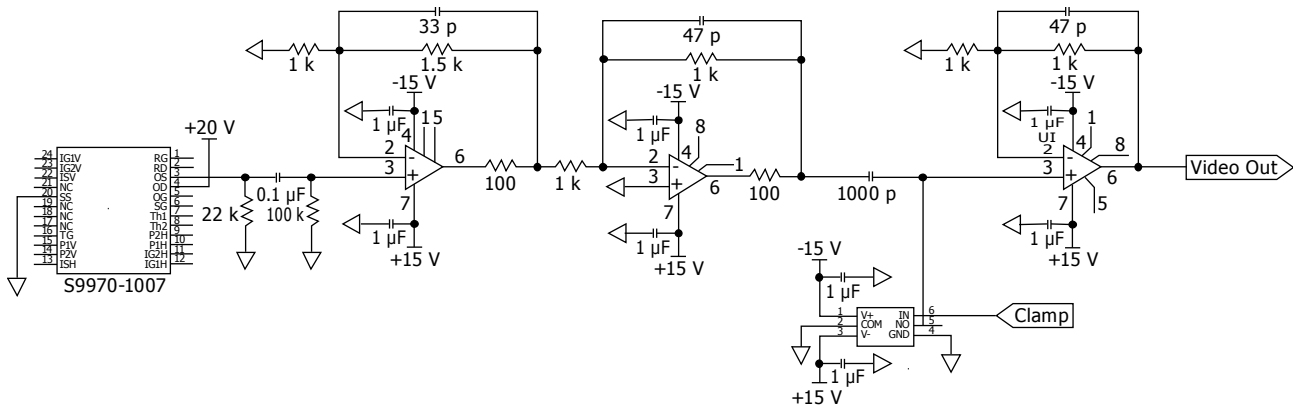 33 p
1 k
1.5 k
-15 V
1 µF
4
1
5
2
-
3
+
6
7
1 µF
+15 V
100
47 p
1 k
-15 V
1 µF
8
4
1
2
-
3
+
6
7
1 µF
+15 V
1 k
100
1000 p
47 p
1 k
1 k
-15 V
1 µF
UI
4
1
8
2
-
3
+
6
5
7
1 µF
+15 V
Video Out
+20 V
24 IG1V RG 1
23 IG2V RD 2
22 ISV OS 3
21 NC OD 4
20 SS OG 5
19 NC SG 6
18 NC Th1 7
17 NC Th2 8
16 TG P2H 9
15 P1V P1H 10
14 P2V IG2H 11
13 ISH IG1H 12
S9970-1007
22 k
0.1 µF
100 k
-15 V
1 µF
1 V+ IN 6
2 COM NO 5
3 V- GND 4
Clamp
1 µF
+15 V